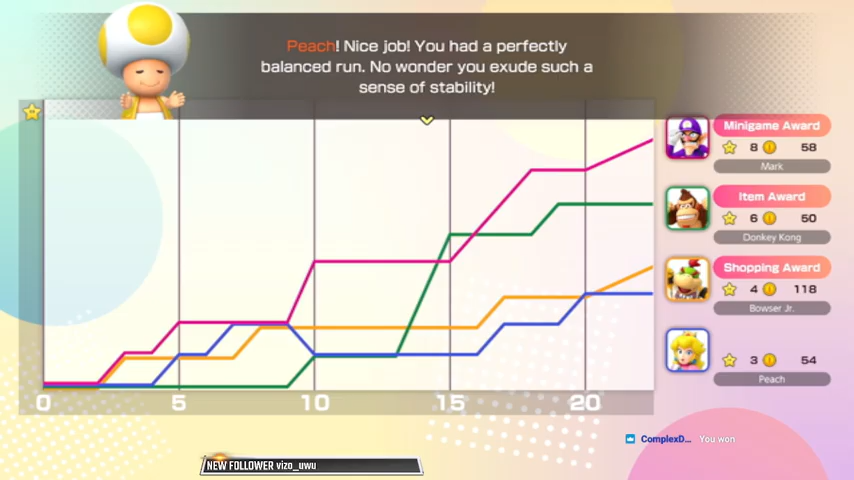 Peach! Nice job! You had a perfectly
balanced run. No wonder you exude such a
sense of stability!
Minigame Award
8 58
Mark
Item Award
6 50
Donkey Kong
Shopping Award
4 118
Bowser Jr.
3 54
Peach
0 5 10 15 20
ComplexD... You won
NEW FOLLOWER vizo_uwu